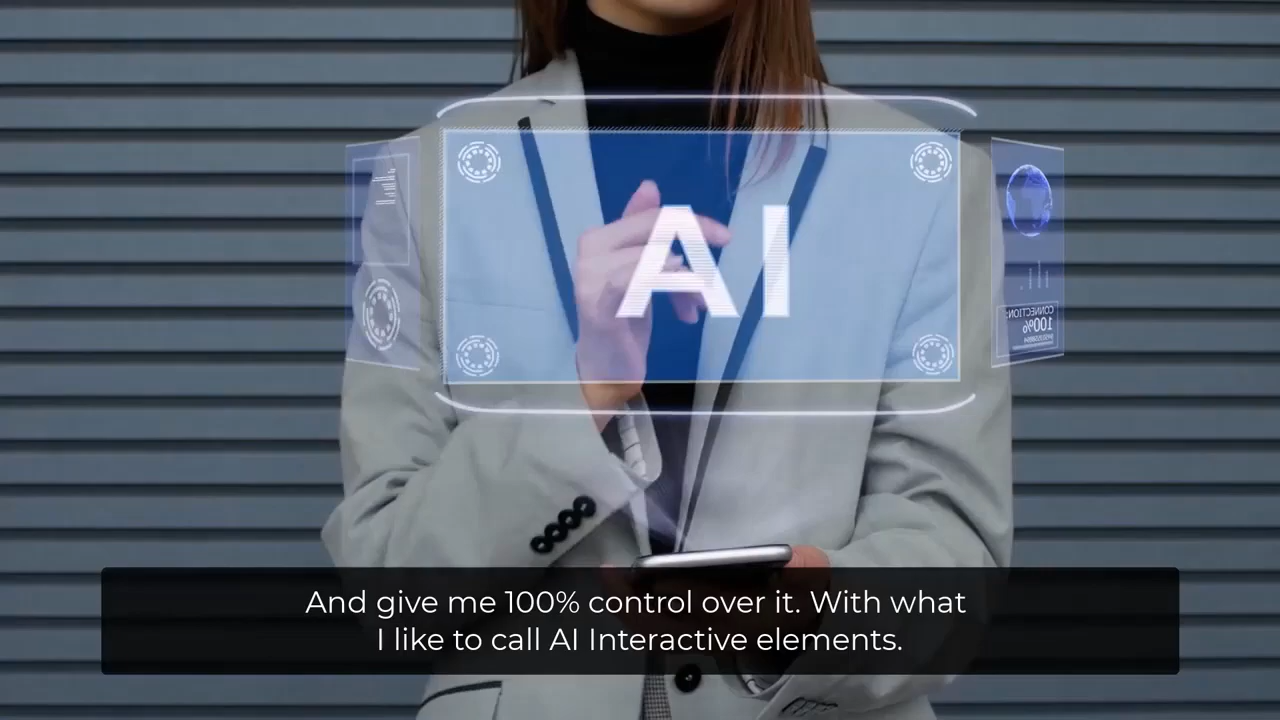 AI
CONNECTION:
100%
And give me 100% control over it. With what
I like to call AI Interactive elements.